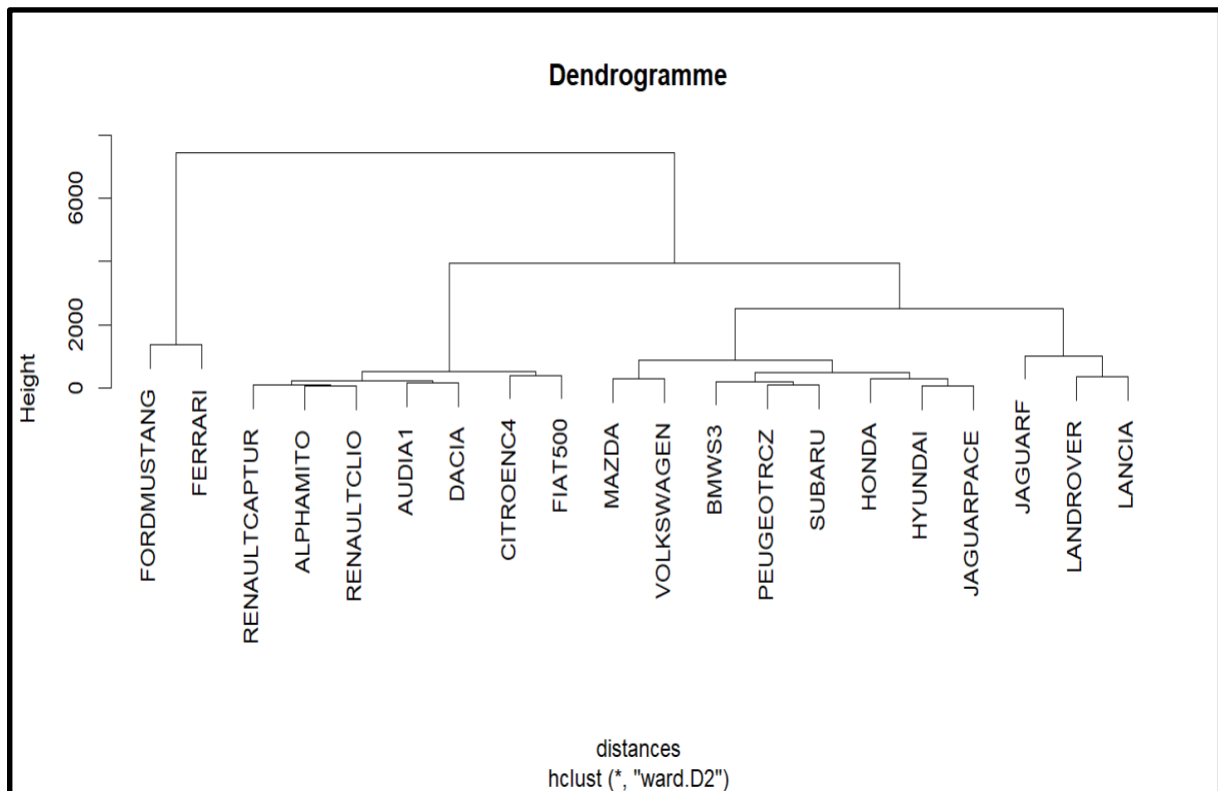 Dendrogramme
Height
6000
2000
0
FORDMUSTANG
FERRARI
RENAULTCAPTUR
ALPHAMITO
RENAULTCLIO
AUDIA1
DACIA
CITROENC4
FIAT500
MAZDA
VOLKSWAGEN
BMWS3
PEUGEOTRCZ
SUBARU
HONDA
HYUNDAI
JAGUARPACE
JAGUARF
LANDROVER
LANCIA
distances
hclust (*, "ward.D2")